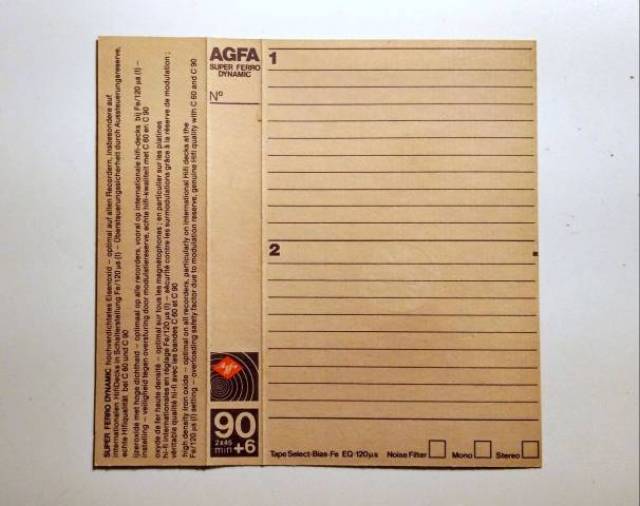 SUPER FERRO DYNAMIC hochverdichtetes Eisenoxid – optimal auf allen Recordern, insbesondere auf
internationalen HifiDecks in Schalterstellung Fe/120 µs (I) – Übersteuerungssicherheit durch Aussteuerungsreserve,
echte Hifiqualität bei C 60 und C 90
ijzeroxide met hoge dichtheid – optimaal op alle recorders, vooral op internationale hifi-decks bij Fe/120 µs (I) –
instelling – veiligheid tegen oversturing door modulatiereserve, echte hifi-kwaliteit met C 60 en C 90
oxyde de fer haute densité – optimal sur tous les magnétophones; en particulier sur les platines
hi-fi internationales en réglage Fe/120 µs (I) – sécurité contre les surmodulations grâce à la réserve de modulation;
véritable qualité hi-fi avec les bandes C 60 et C 90
high density iron oxide – optimal on all recorders, particularly on international Hifi decks at the
Fe/120 µs (I) setting – overloading safety factor due to modulation reserve, genuine Hifi quality with C 60 and C 90
AGFA
SUPER FERRO
DYNAMIC
Nº
90
2x45
min +6
1
2
Tape Select-Bias-Fe EQ-120µs Noise Filter Mono Stereo